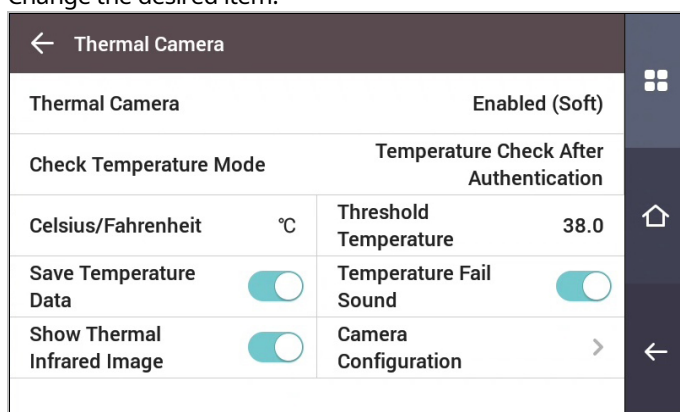 Change the desired item.
Thermal Camera
Thermal Camera Enabled (Soft)
Check Temperature Mode Temperature Check After
Authentication
Celsius/Fahrenheit ℃ Threshold
Temperature 38.0
Save Temperature
Data
Temperature Fail
Sound
Show Thermal
Infrared Image
Camera
Configuration